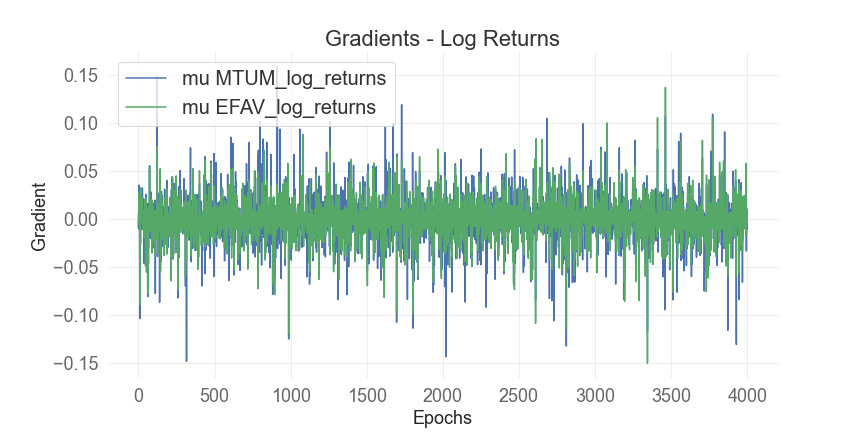 Gradients - Log Returns
mu MTUM_log_returns
mu EFAV_log_returns
0.15
0.10
0.05
0.00
−0.05
−0.10
−0.15
Gradient
0 500 1000 1500 2000 2500 3000 3500 4000
Epochs